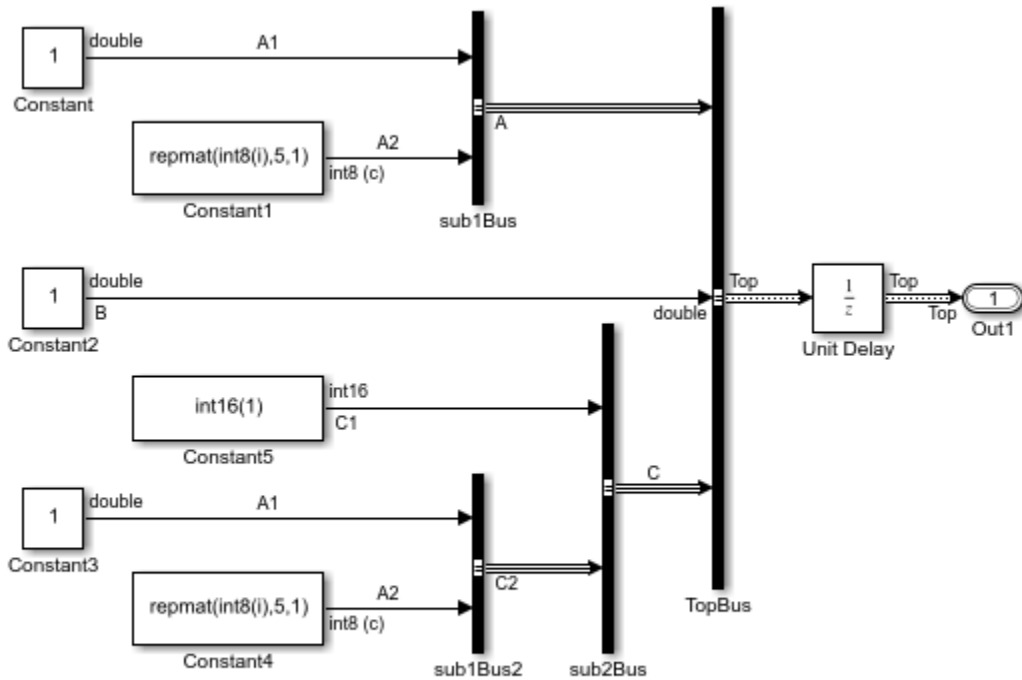 double
A1
1
Constant
A
A2
repmat(int8(i),5,1)
int8 (c)
Constant1
sub1Bus
double
1
B
Constant2
double
Top
1
z
Top
Top
1
Out1
Unit Delay
int16
int16(1)
C1
Constant5
C
double
A1
1
Constant3
C2
A2
repmat(int8(i),5,1)
int8 (c)
Constant4
sub1Bus2
sub2Bus
TopBus